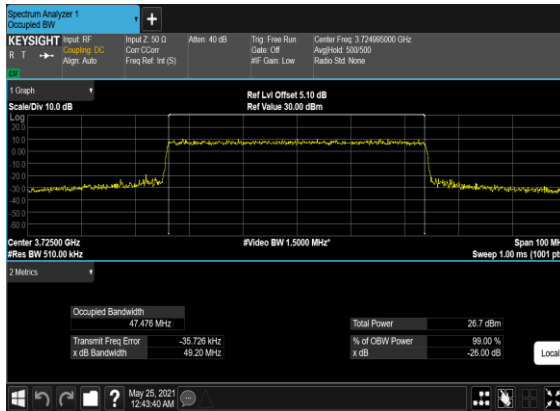 Spectrum Analyzer 1
Occupied BW
+
KEYSIGHT Input: RF Input Z: 50 Ω Atten: 40 dB Trig: Free Run Center Freq: 3.724995000 GHz
R T Coupling: DC Corr CCorr Gate: Off Avg|Hold: 500/500
Align: Auto Freq Ref: Int (S) #IF Gain: Low Radio Std: None
1 Graph
Ref Lvl Offset 5.10 dB
Scale/Div 10.0 dB Ref Value 30.00 dBm
Log
20.0
10.0
0.00
-10.0
-20.0
-30.0
-40.0
-50.0
-60.0
Center 3.72500 GHz #Video BW 1.5000 MHz* Span 100 MH
#Res BW 510.00 kHz Sweep 1.00 ms (1001 pt
2 Metrics
Occupied Bandwidth
47.476 MHz Total Power 26.7 dBm
Transmit Freq Error -35.726 kHz % of OBW Power 99.00 %
x dB Bandwidth 49.20 MHz x dB -26.00 dB
Local
?
May 25, 2021
12:43:40 AM